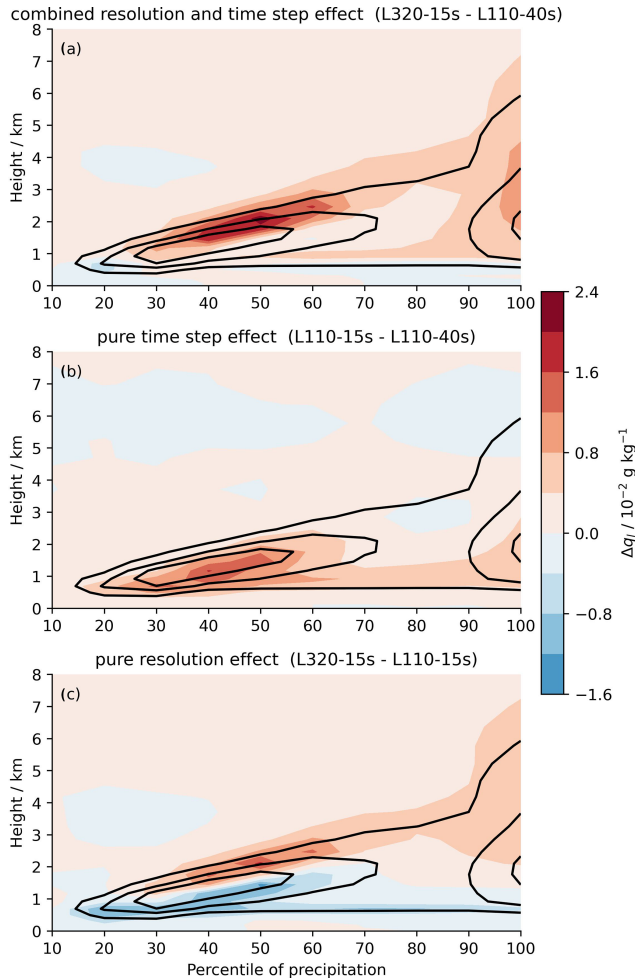 combined resolution and time step effect (L320-15s - L110-40s)
(a)
8
7
6
5
4
3
2
1
0
Height / km
10 20 30 40 50 60 70 80 90 100
pure time step effect (L110-15s - L110-40s)
(b)
8
7
6
5
4
3
2
1
0
Height / km
10 20 30 40 50 60 70 80 90 100
pure resolution effect (L320-15s - L110-15s)
(c)
8
7
6
5
4
3
2
1
0
Height / km
10 20 30 40 50 60 70 80 90 100
Percentile of precipitation
2.4
1.6
0.8
0.0
−0.8
−1.6
Δqₗ / 10⁻² g kg⁻¹